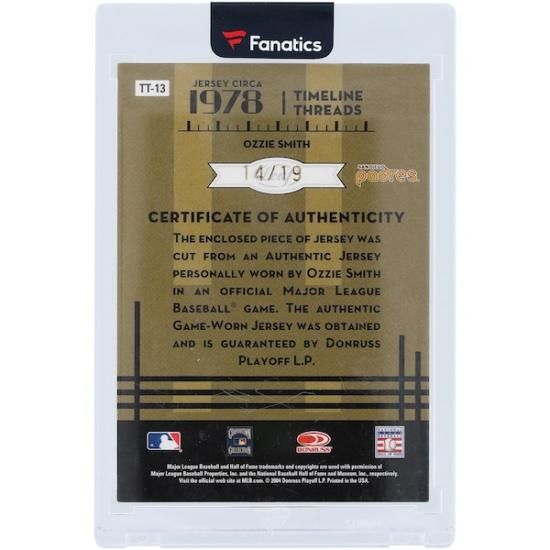 Fanatics
TT-13
JERSEY CIRCA
1978
TIMELINE
THREADS
OZZIE SMITH
14/19
SAN DIEGO
padres
CERTIFICATE OF AUTHENTICITY
THE ENCLOSED PIECE OF JERSEY WAS
CUT FROM AN AUTHENTIC JERSEY
PERSONALLY WORN BY OZZIE SMITH
IN AN OFFICIAL MAJOR LEAGUE
BASEBALL® GAME. THE AUTHENTIC
GAME-WORN JERSEY WAS OBTAINED
AND IS GUARANTEED BY DONRUSS
PLAYOFF L.P.
DONRUSS
Major League Baseball and Hall of Fame trademarks and copyrights are used with permission of
Major League Baseball Properties, Inc. and the National Baseball Hall of Fame and Museum, Inc., respectively.
Visit the official web site at MLB.com. © 2004 Donruss Playoff L.P. Printed in the USA.